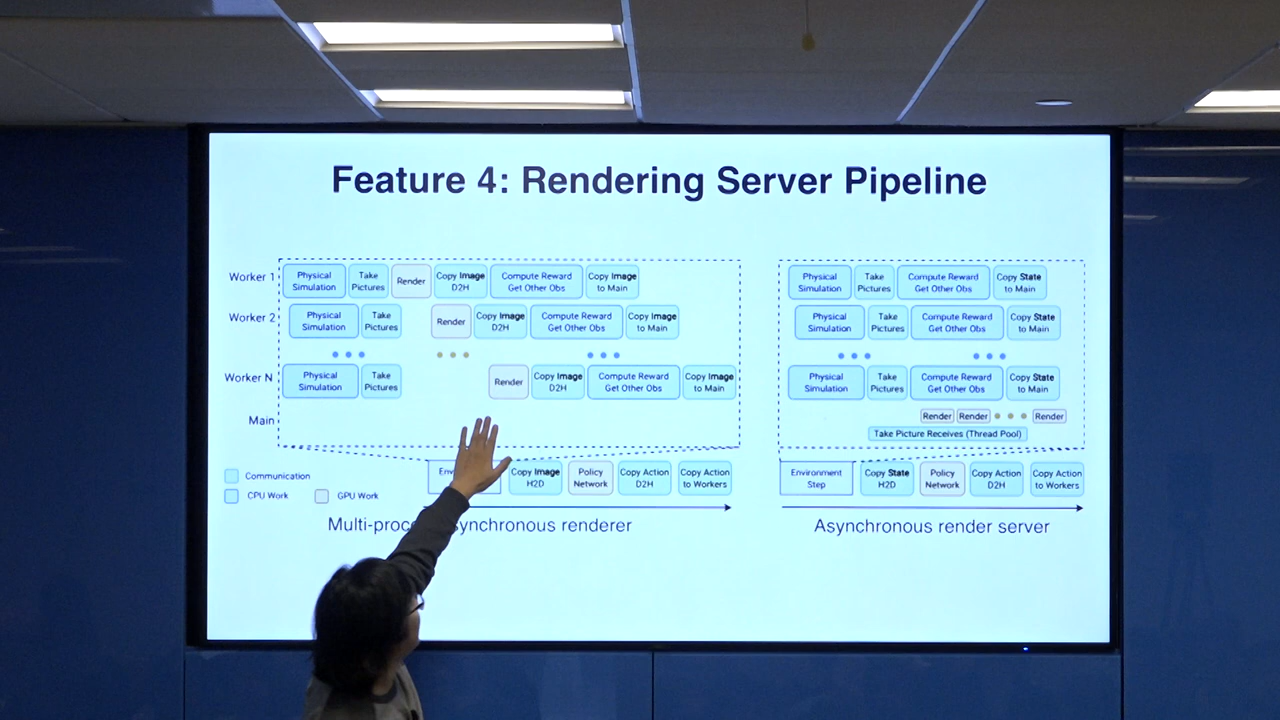 Feature 4: Rendering Server Pipeline
Worker 1
Physical
Simulation
Take
Pictures
Render
Copy Image
D2H
Compute Reward
Get Other Obs
Copy Image
to Main
Worker 2
Physical
Simulation
Take
Pictures
Render
Copy Image
D2H
Compute Reward
Get Other Obs
Copy Image
to Main
Worker N
Physical
Simulation
Take
Pictures
Render
Copy Image
D2H
Compute Reward
Get Other Obs
Copy Image
to Main
Main
Copy Image
H2D
Policy
Network
Copy Action
D2H
Copy Action
to Workers
Communication
CPU Work
GPU Work
renderer
Physical
Simulation
Take
Pictures
Compute Reward
Get Other Obs
Copy State
to Main
Physical
Simulation
Take
Pictures
Compute Reward
Get Other Obs
Copy State
to Main
Physical
Simulation
Take
Pictures
Compute Reward
Get Other Obs
Copy State
to Main
Render
Render
Render
Take Picture Receives (Thread Pool)
Environment
Step
Copy State
H2D
Policy
Network
Copy Action
D2H
Copy Action
to Workers
Asynchronous render server